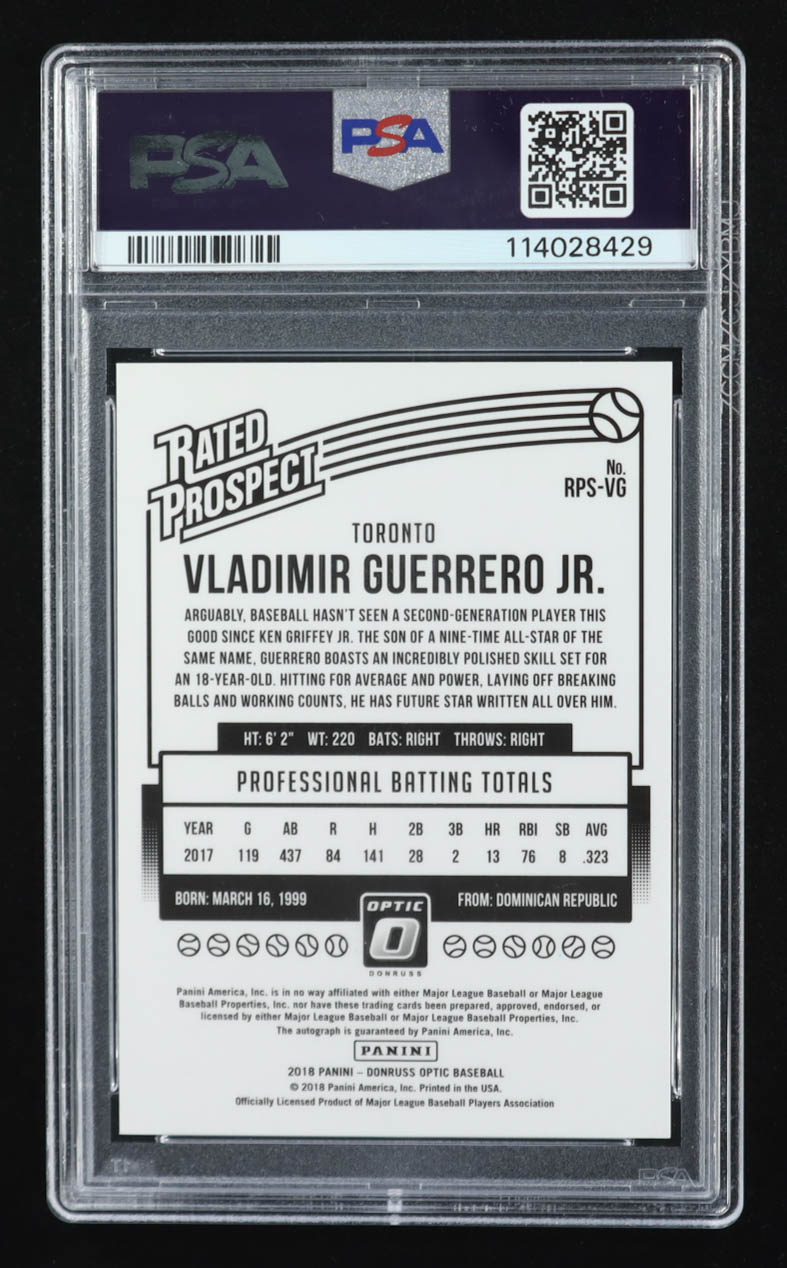 PSA
PSA
114028429
RATED
PROSPECT
No.
RPS-VG
TORONTO
VLADIMIR GUERRERO JR.
ARGUABLY, BASEBALL HASN'T SEEN A SECOND-GENERATION PLAYER THIS
GOOD SINCE KEN GRIFFEY JR. THE SON OF A NINE-TIME ALL-STAR OF THE
SAME NAME, GUERRERO BOASTS AN INCREDIBLY POLISHED SKILL SET FOR
AN 18-YEAR-OLD. HITTING FOR AVERAGE AND POWER, LAYING OFF BREAKING
BALLS AND WORKING COUNTS, HE HAS FUTURE STAR WRITTEN ALL OVER HIM.
HT: 6' 2" WT: 220 BATS: RIGHT THROWS: RIGHT
PROFESSIONAL BATTING TOTALS
YEAR G AB R H 2B 3B HR RBI SB AVG
2017 119 437 84 141 28 2 13 76 8 .323
BORN: MARCH 16, 1999
FROM: DOMINICAN REPUBLIC
OPTIC
O
DONRUSS
Panini America, Inc. is in no way affiliated with either Major League Baseball or Major League
Baseball Properties, Inc. nor have these trading cards been prepared, approved, endorsed, or
licensed by either Major League Baseball or Major League Baseball Properties, Inc.
The autograph is guaranteed by Panini America, Inc.
PANINI
2018 PANINI – DONRUSS OPTIC BASEBALL
© 2018 Panini America, Inc. Printed in the USA.
Officially Licensed Product of Major League Baseball Players Association
PSA